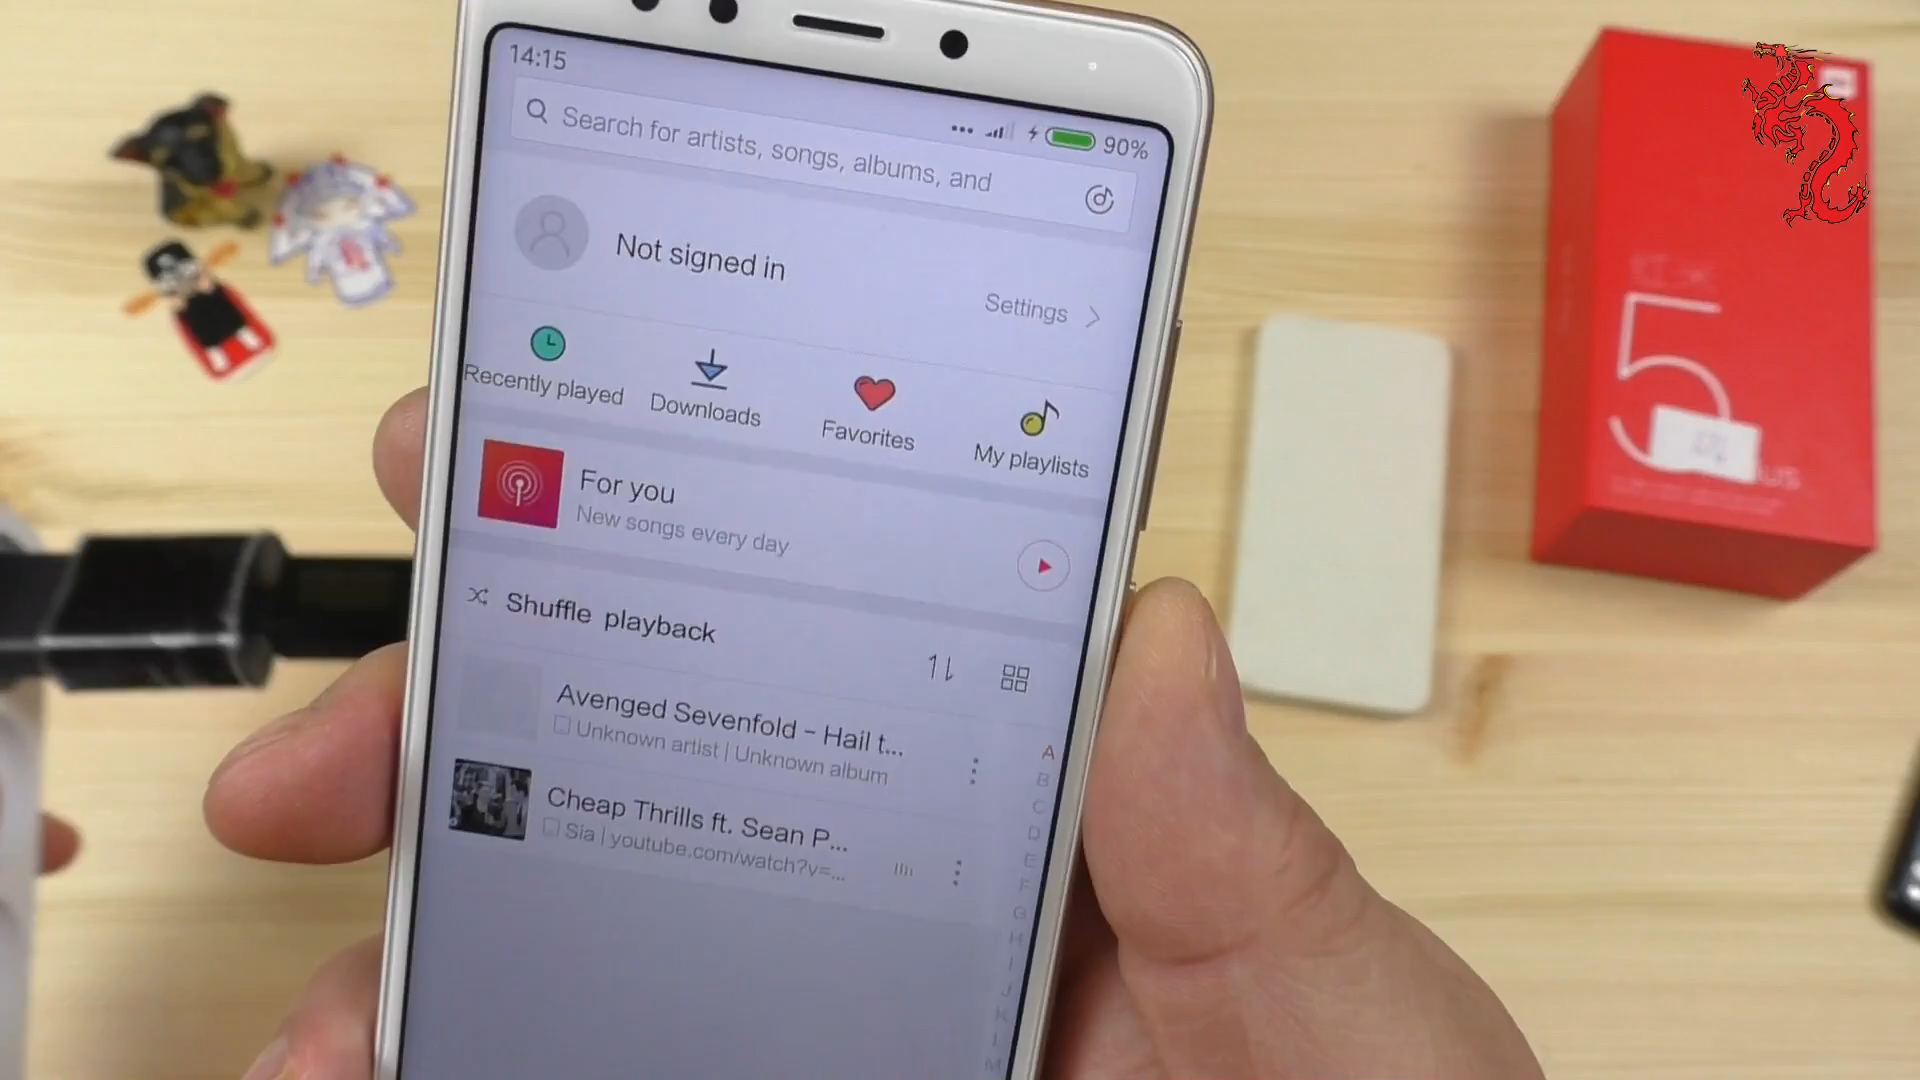 14:15
90%
Search for artists, songs, albums, and
Not signed in
Settings
Recently played
Downloads
Favorites
My playlists
For you
New songs every day
Shuffle playback
Avenged Sevenfold - Hail t...
Unknown artist | Unknown album
Cheap Thrills ft. Sean P...
Sia | youtube.com/watch?v=...
A
B
C
D
E
F
G
H
I
J
K
L
M
5